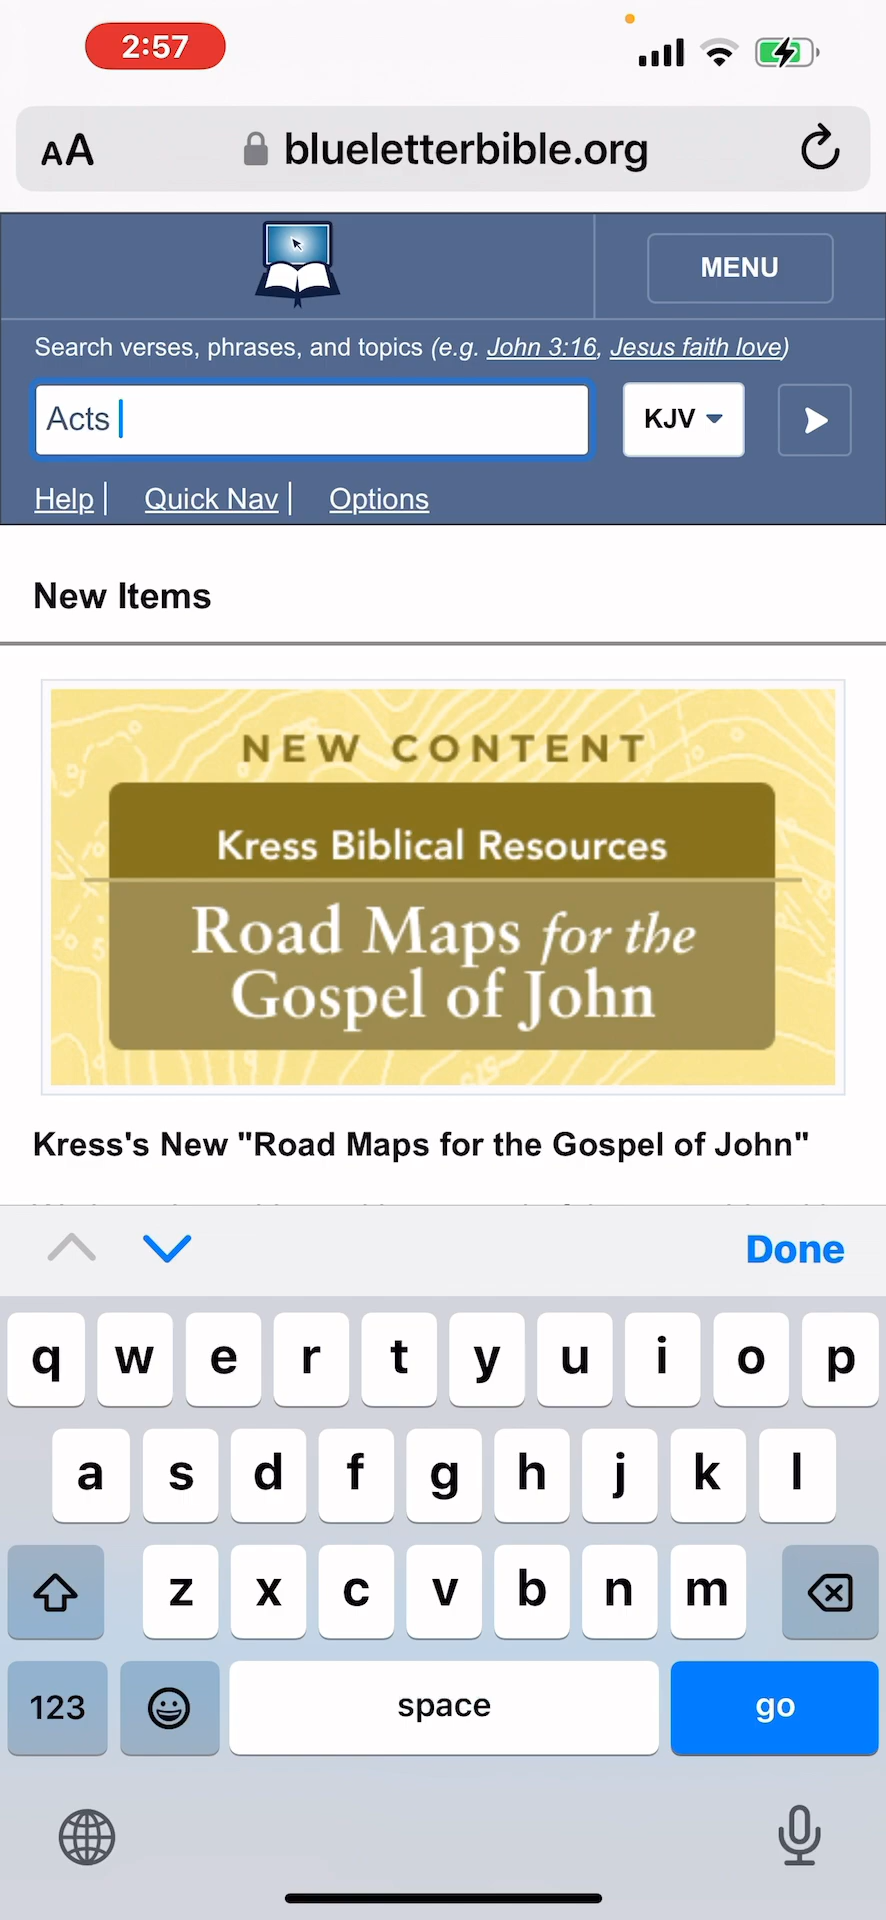 2:57
AA blueletterbible.org
MENU
Search verses, phrases, and topics (e.g. John 3:16, Jesus faith love)
Acts
KJV
Help | Quick Nav | Options
New Items
NEW CONTENT
Kress Biblical Resources
Road Maps for the
Gospel of John
Kress's New "Road Maps for the Gospel of John"
Done
q w e r t y u i o p
a s d f g h j k l
z x c v b n m
123 space go